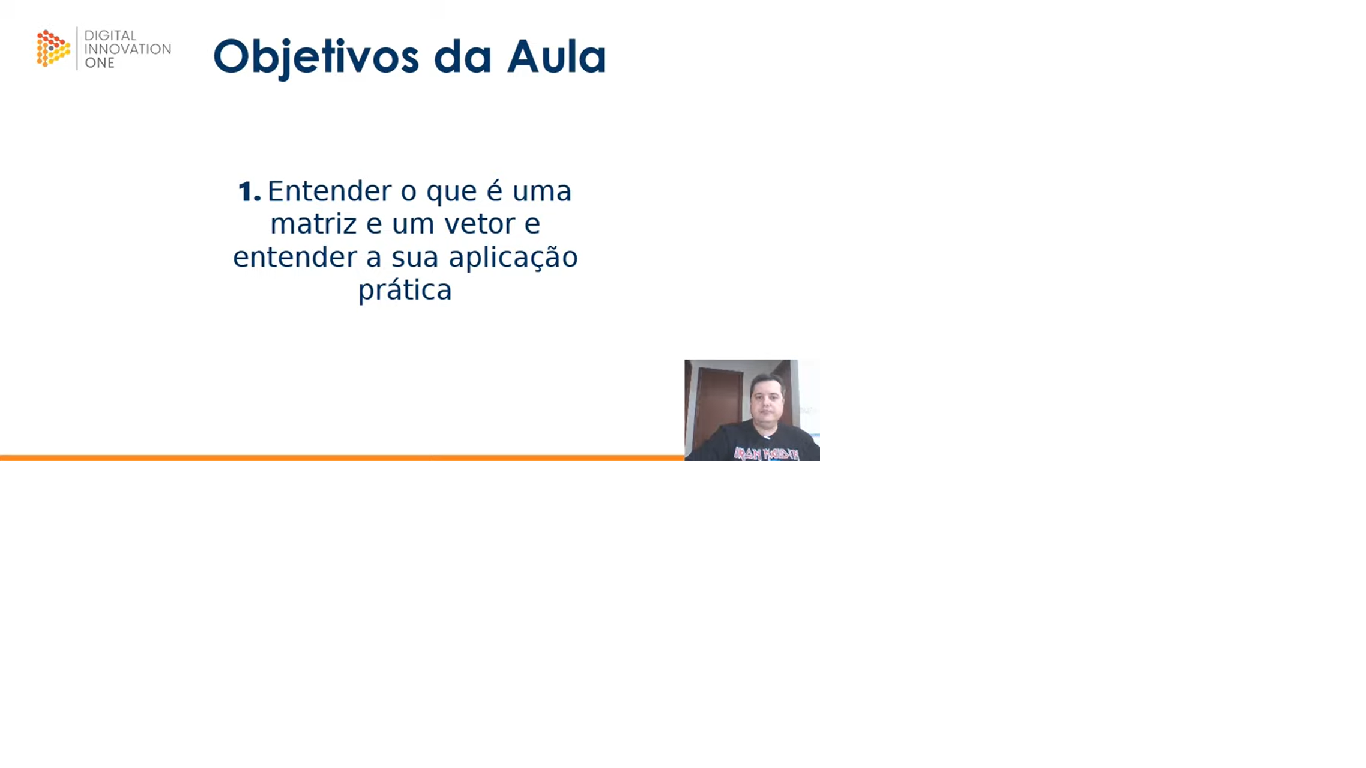 DIGITAL
INNOVATION
ONE
Objetivos da Aula
1. Entender o que é uma
matriz e um vetor e
entender a sua aplicação
prática
IRON MAIDEN